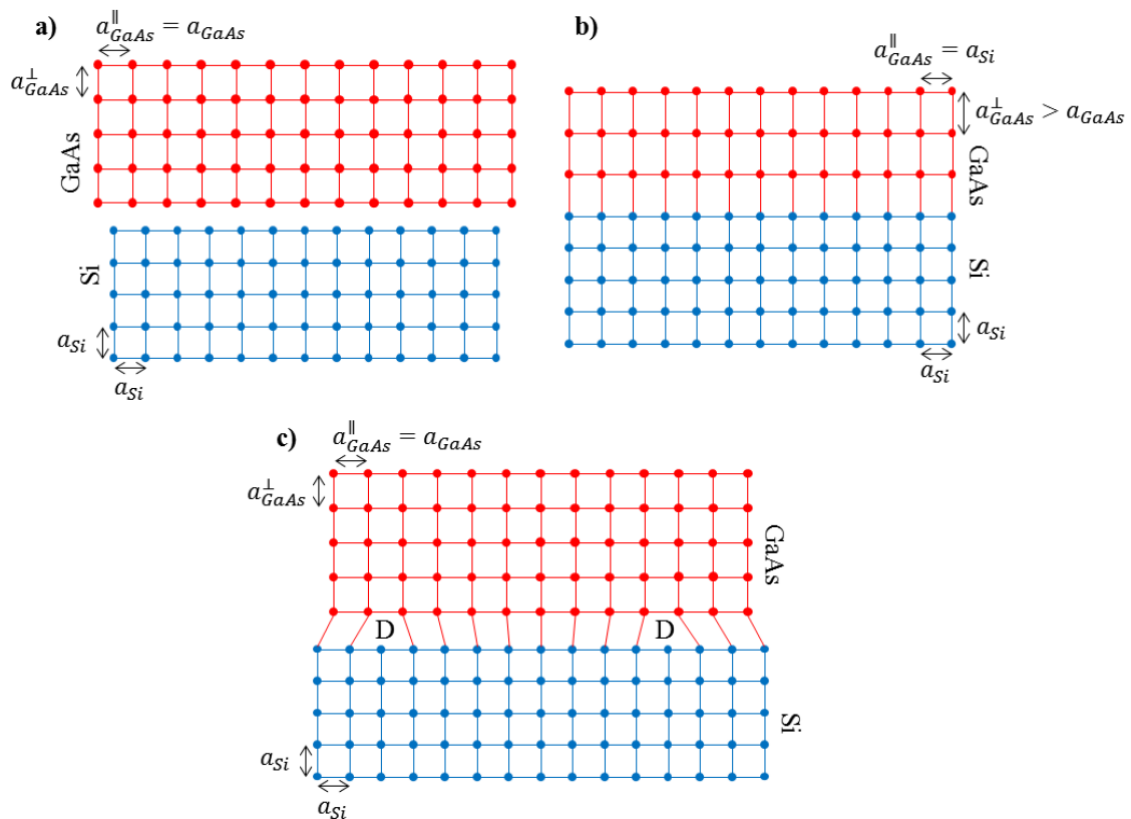 a)
a∥GaAs = aGaAs
a⊥GaAs
GaAs
Si
aSi
aSi
b)
a∥GaAs = aSi
a⊥GaAs > aGaAs
GaAs
Si
aSi
aSi
c)
a∥GaAs = aGaAs
a⊥GaAs
GaAs
D
D
Si
aSi
aSi